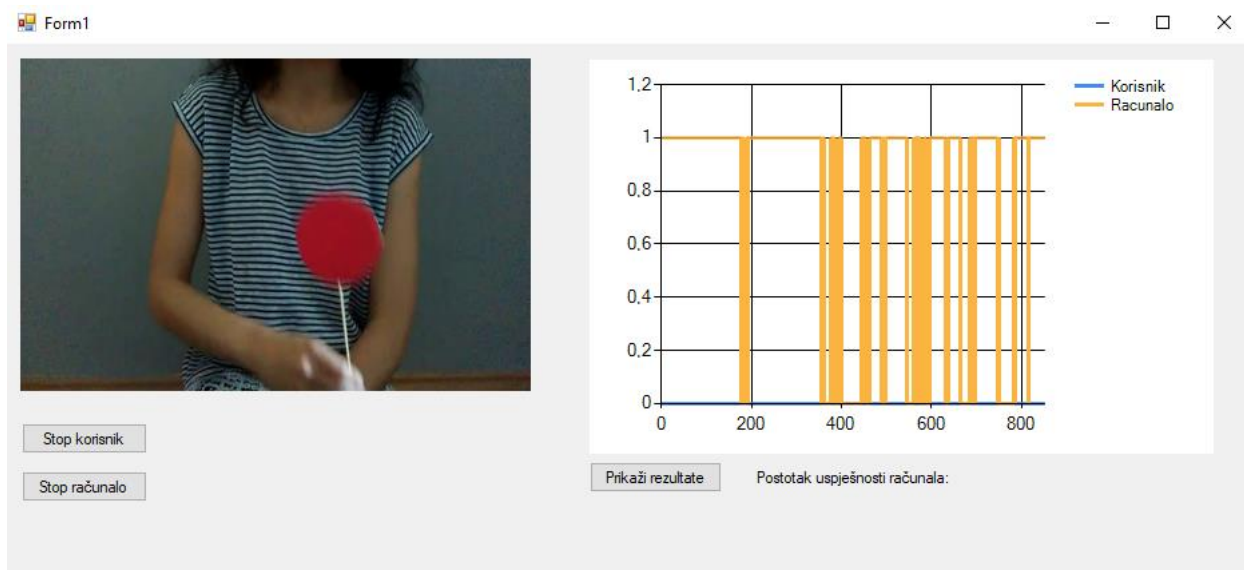 Form1
Stop korisnik
Stop računalo
1,2
1
0,8
0,6
0,4
0,2
0
0 200 400 600 800
Korisnik
Racunalo
Prikaži rezultate
Postotak uspješnosti računala: